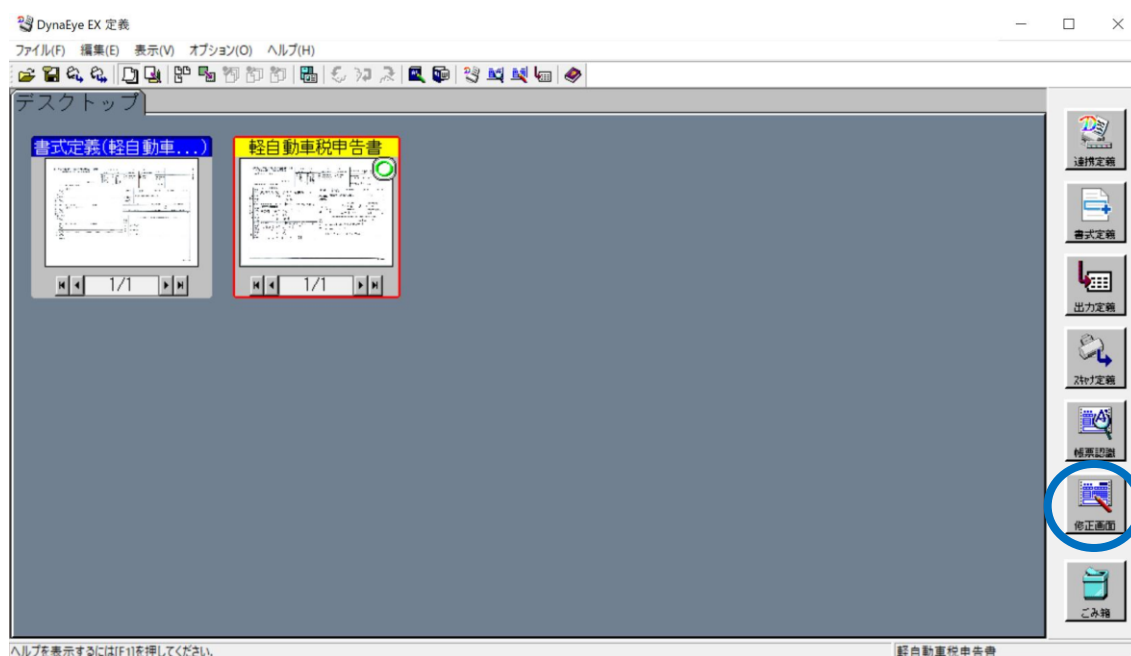 DynaEye EX 定義
ファイル(F) 編集(E) 表示(V) オプション(O) ヘルプ(H)
デスクトップ
書式定義(軽自動車...)
軽自動車税申告書
1/1
1/1
連携定義
書式定義
出力定義
スキャナ定義
帳票認識
修正画面
ごみ箱
ヘルプを表示するには[F1]を押してください。
軽自動車税申告書